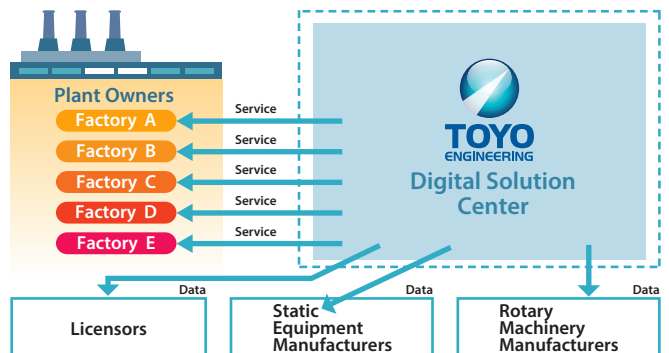 Plant Owners
Factory A
Factory B
Factory C
Factory D
Factory E
Service
Service
Service
Service
Service
TOYO
ENGINEERING
Digital Solution
Center
Data
Licensors
Data
Static
Equipment
Manufacturers
Data
Rotary
Machinery
Manufacturers